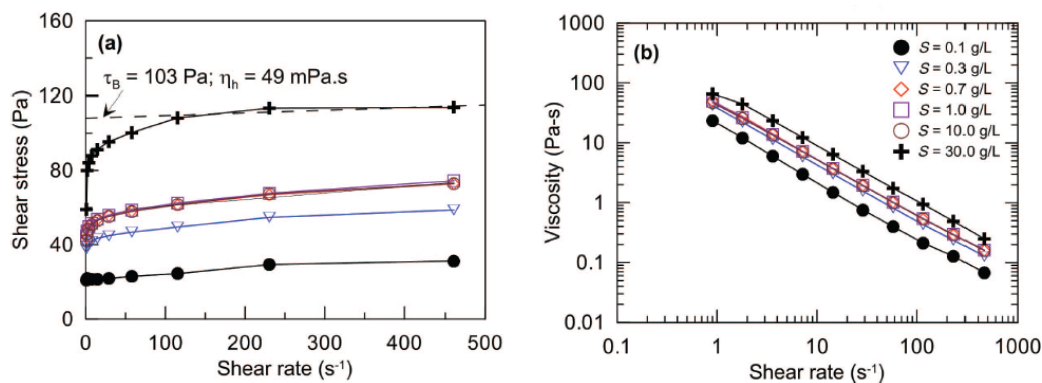 (a)
τB = 103 Pa; ηh = 49 mPa.s
Shear stress (Pa)
160
120
80
40
0
0 100 200 300 400 500
Shear rate (s-1)
(b)
S = 0.1 g/L
S = 0.3 g/L
S = 0.7 g/L
S = 1.0 g/L
S = 10.0 g/L
S = 30.0 g/L
Viscosity (Pa-s)
1000
100
10
1
0.1
0.01
0.1 1 10 100 1000
Shear rate (s-1)